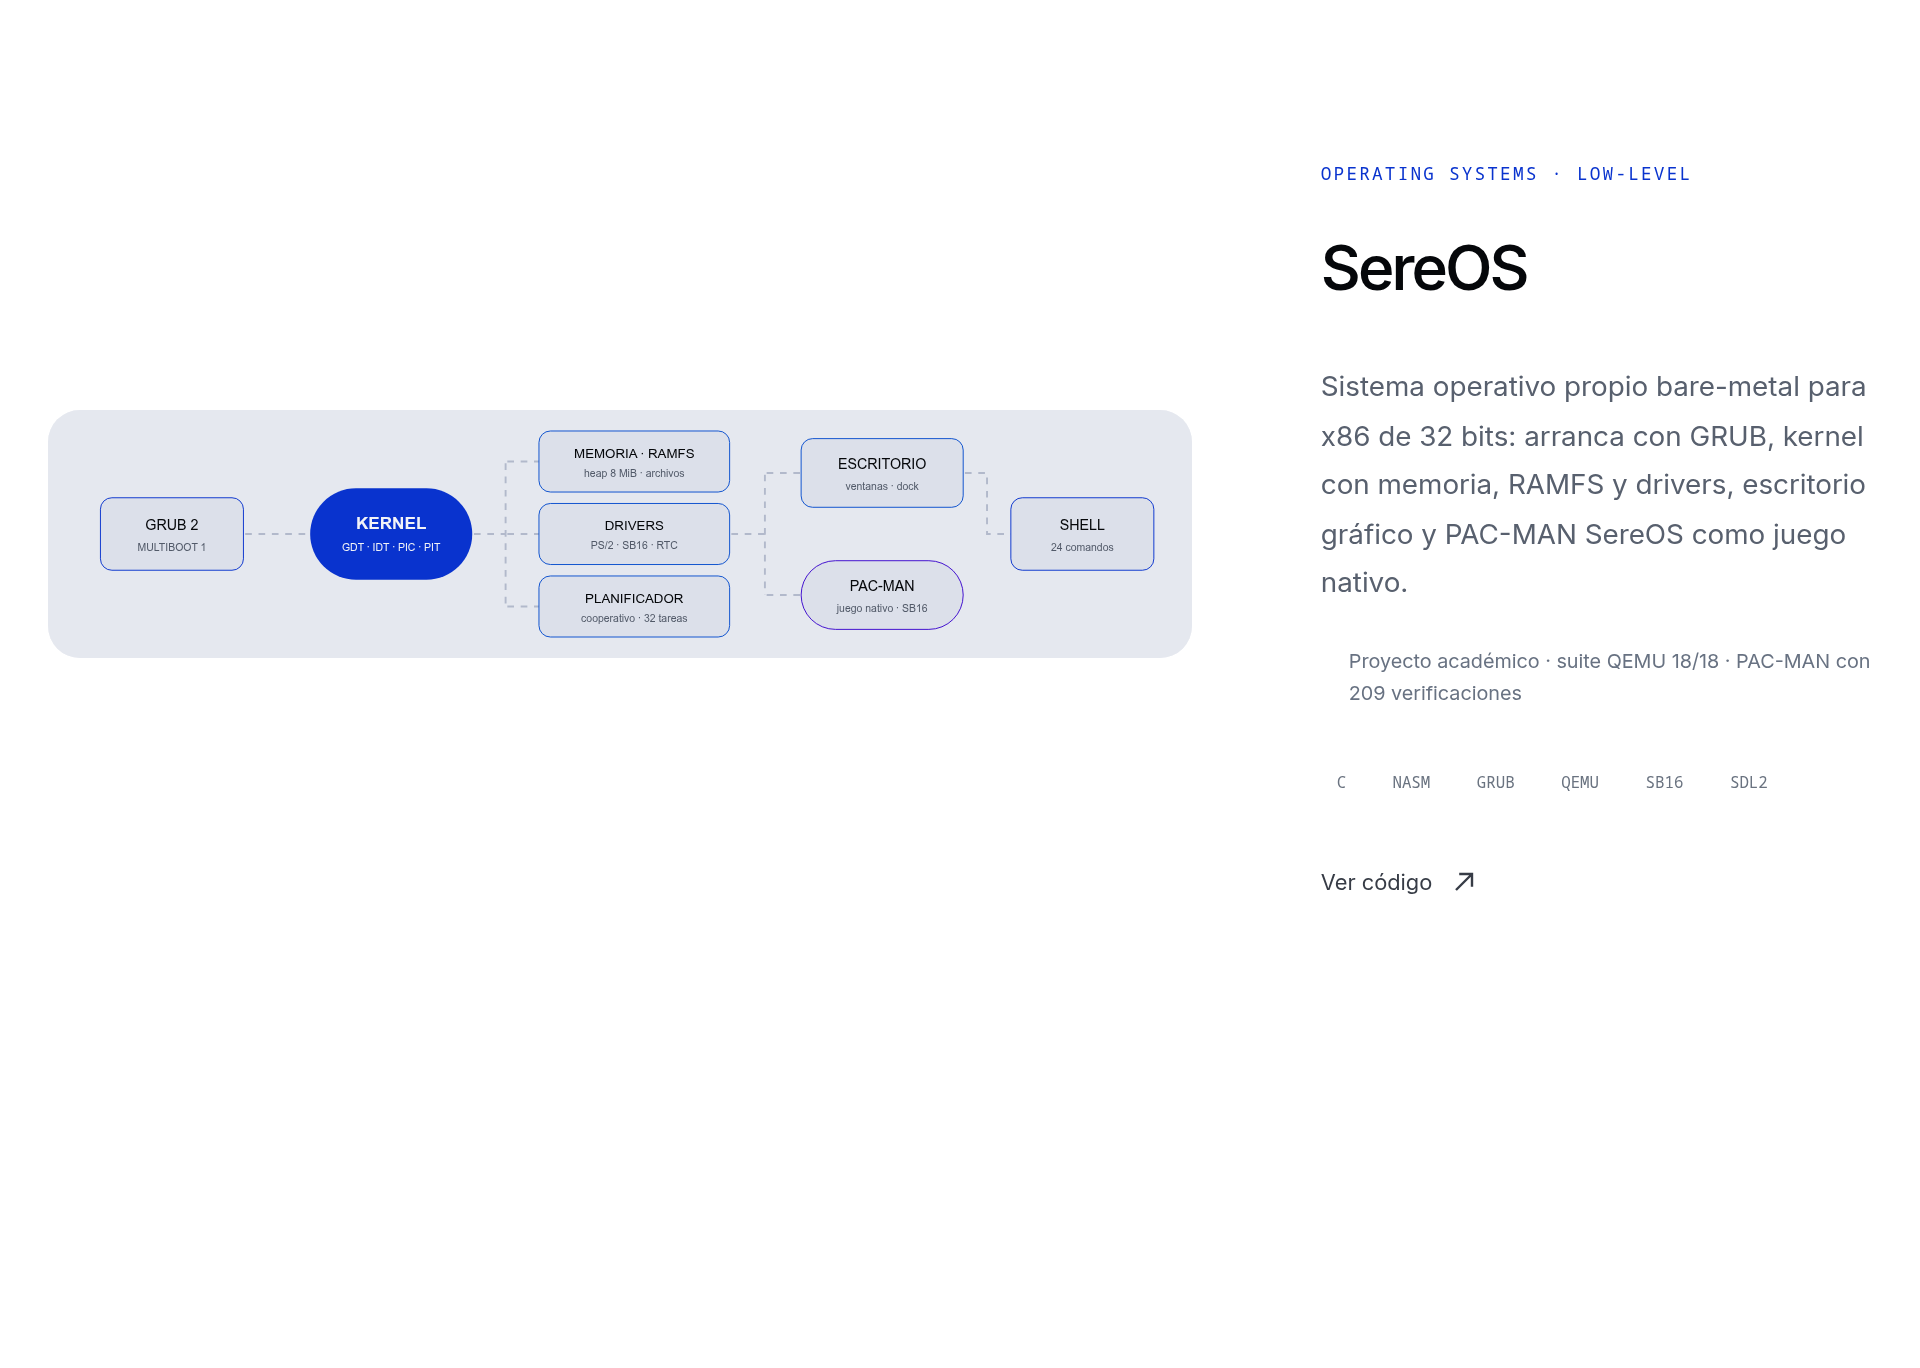 GRUB 2
MULTIBOOT 1
KERNEL
GDT · IDT · PIC · PIT
MEMORIA · RAMFS
heap 8 MiB · archivos
DRIVERS
PS/2 · SB16 · RTC
PLANIFICADOR
cooperativo · 32 tareas
ESCRITORIO
ventanas · dock
PAC-MAN
juego nativo · SB16
SHELL
24 comandos
OPERATING SYSTEMS · LOW-LEVEL
SereOS
Sistema operativo propio bare-metal para
x86 de 32 bits: arranca con GRUB, kernel
con memoria, RAMFS y drivers, escritorio
gráfico y PAC-MAN SereOS como juego
nativo.
Proyecto académico · suite QEMU 18/18 · PAC-MAN con
209 verificaciones
C NASM GRUB QEMU SB16 SDL2
Ver código